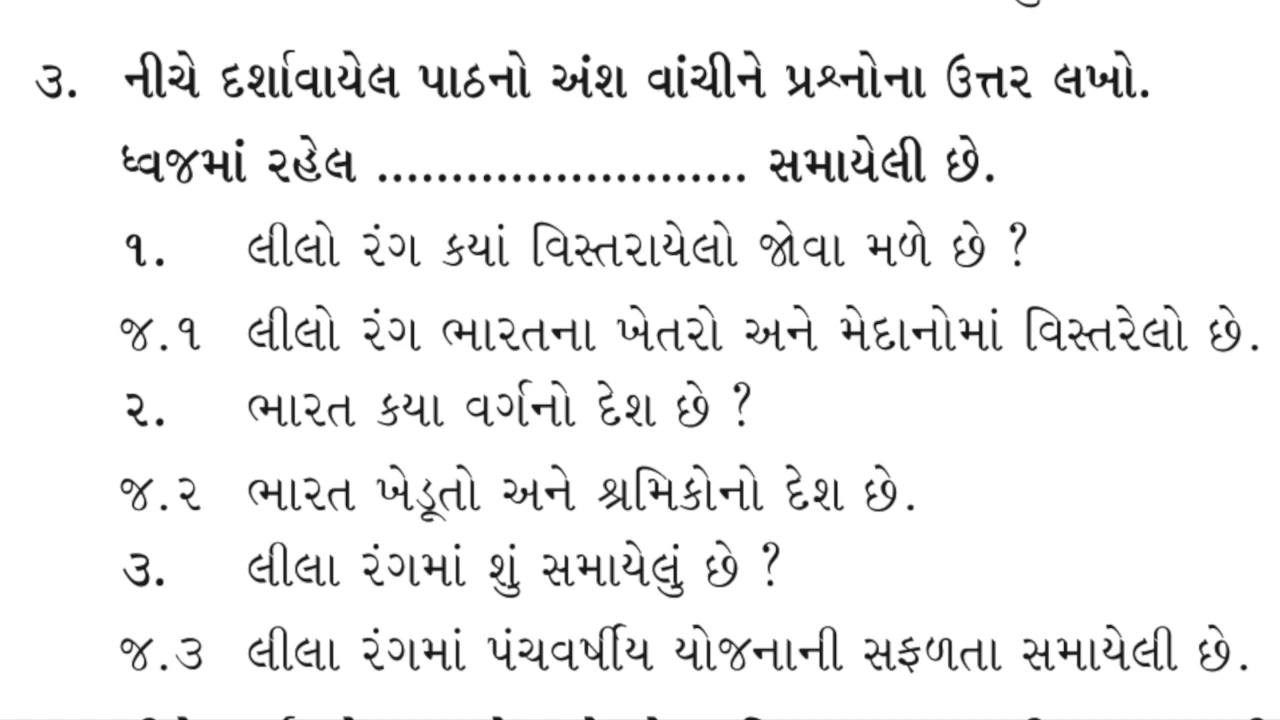 ૩. નીચે દર્શાવાયેલ પાઠનો અંશ વાંચીને પ્રશ્નોના ઉત્તર લખો.
ધ્વજમાં રહેલ ......................... સમાયેલી છે.
૧. લીલો રંગ કયાં વિસ્તરાયેલો જોવા મળે છે ?
જ.૧ લીલો રંગ ભારતના ખેતરો અને મેદાનોમાં વિસ્તરેલો છે.
૨. ભારત કયા વર્ગનો દેશ છે ?
જ.૨ ભારત ખેડૂતો અને શ્રમિકોનો દેશ છે.
૩. લીલા રંગમાં શું સમાયેલું છે ?
જ.૩ લીલા રંગમાં પંચવર્ષીય યોજનાની સફળતા સમાયેલી છે.